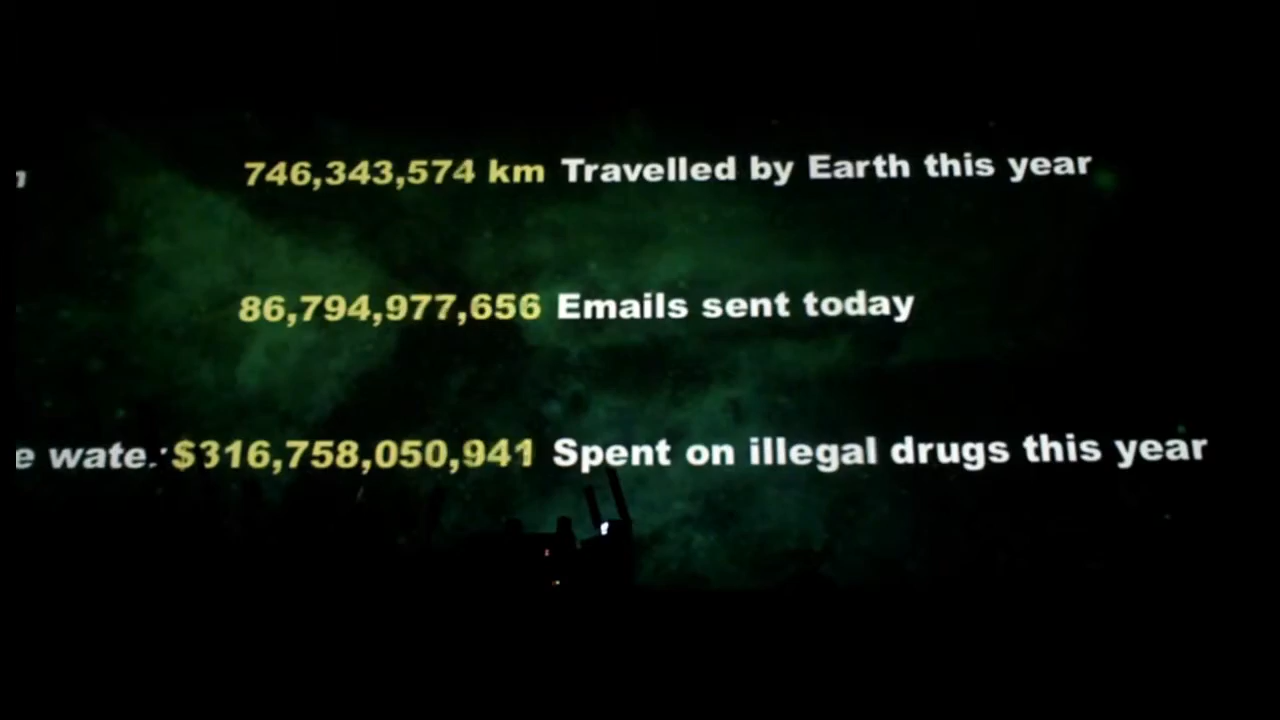 746,343,574 km Travelled by Earth this year
86,794,977,656 Emails sent today
$316,758,050,941 Spent on illegal drugs this year